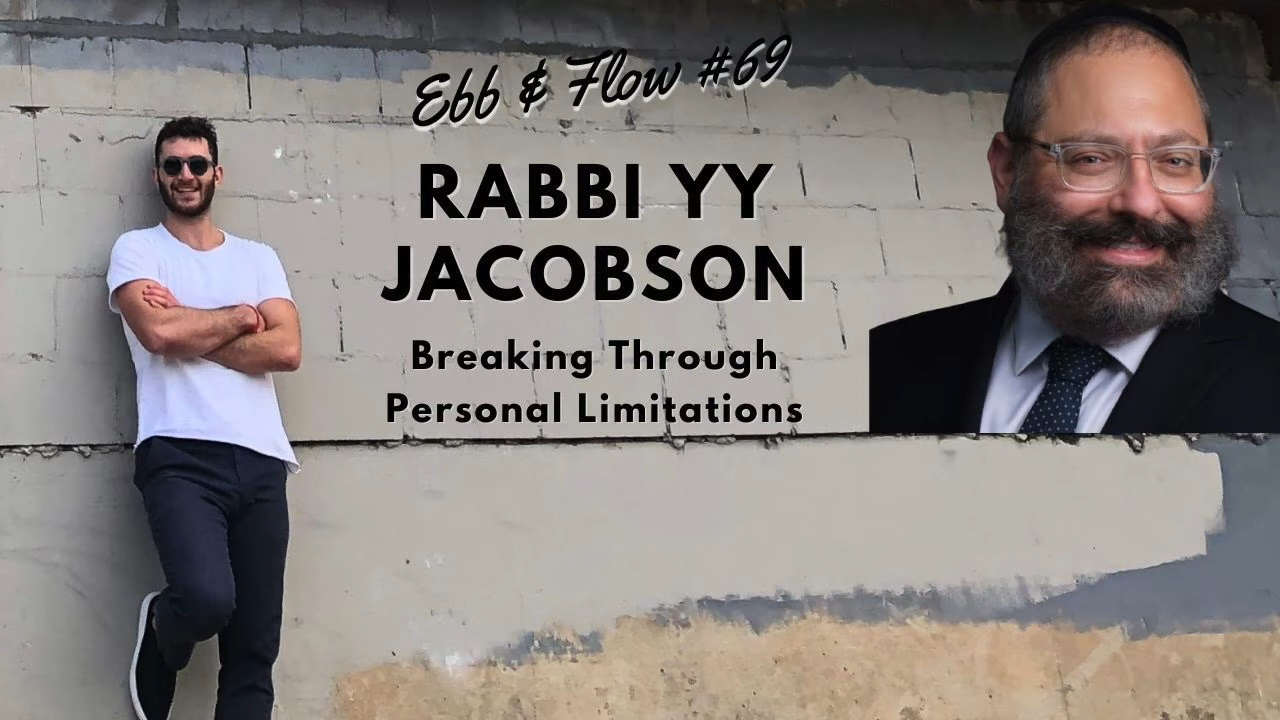 Ebb & Flow #69
RABBI YY
JACOBSON
Breaking Through
Personal Limitations